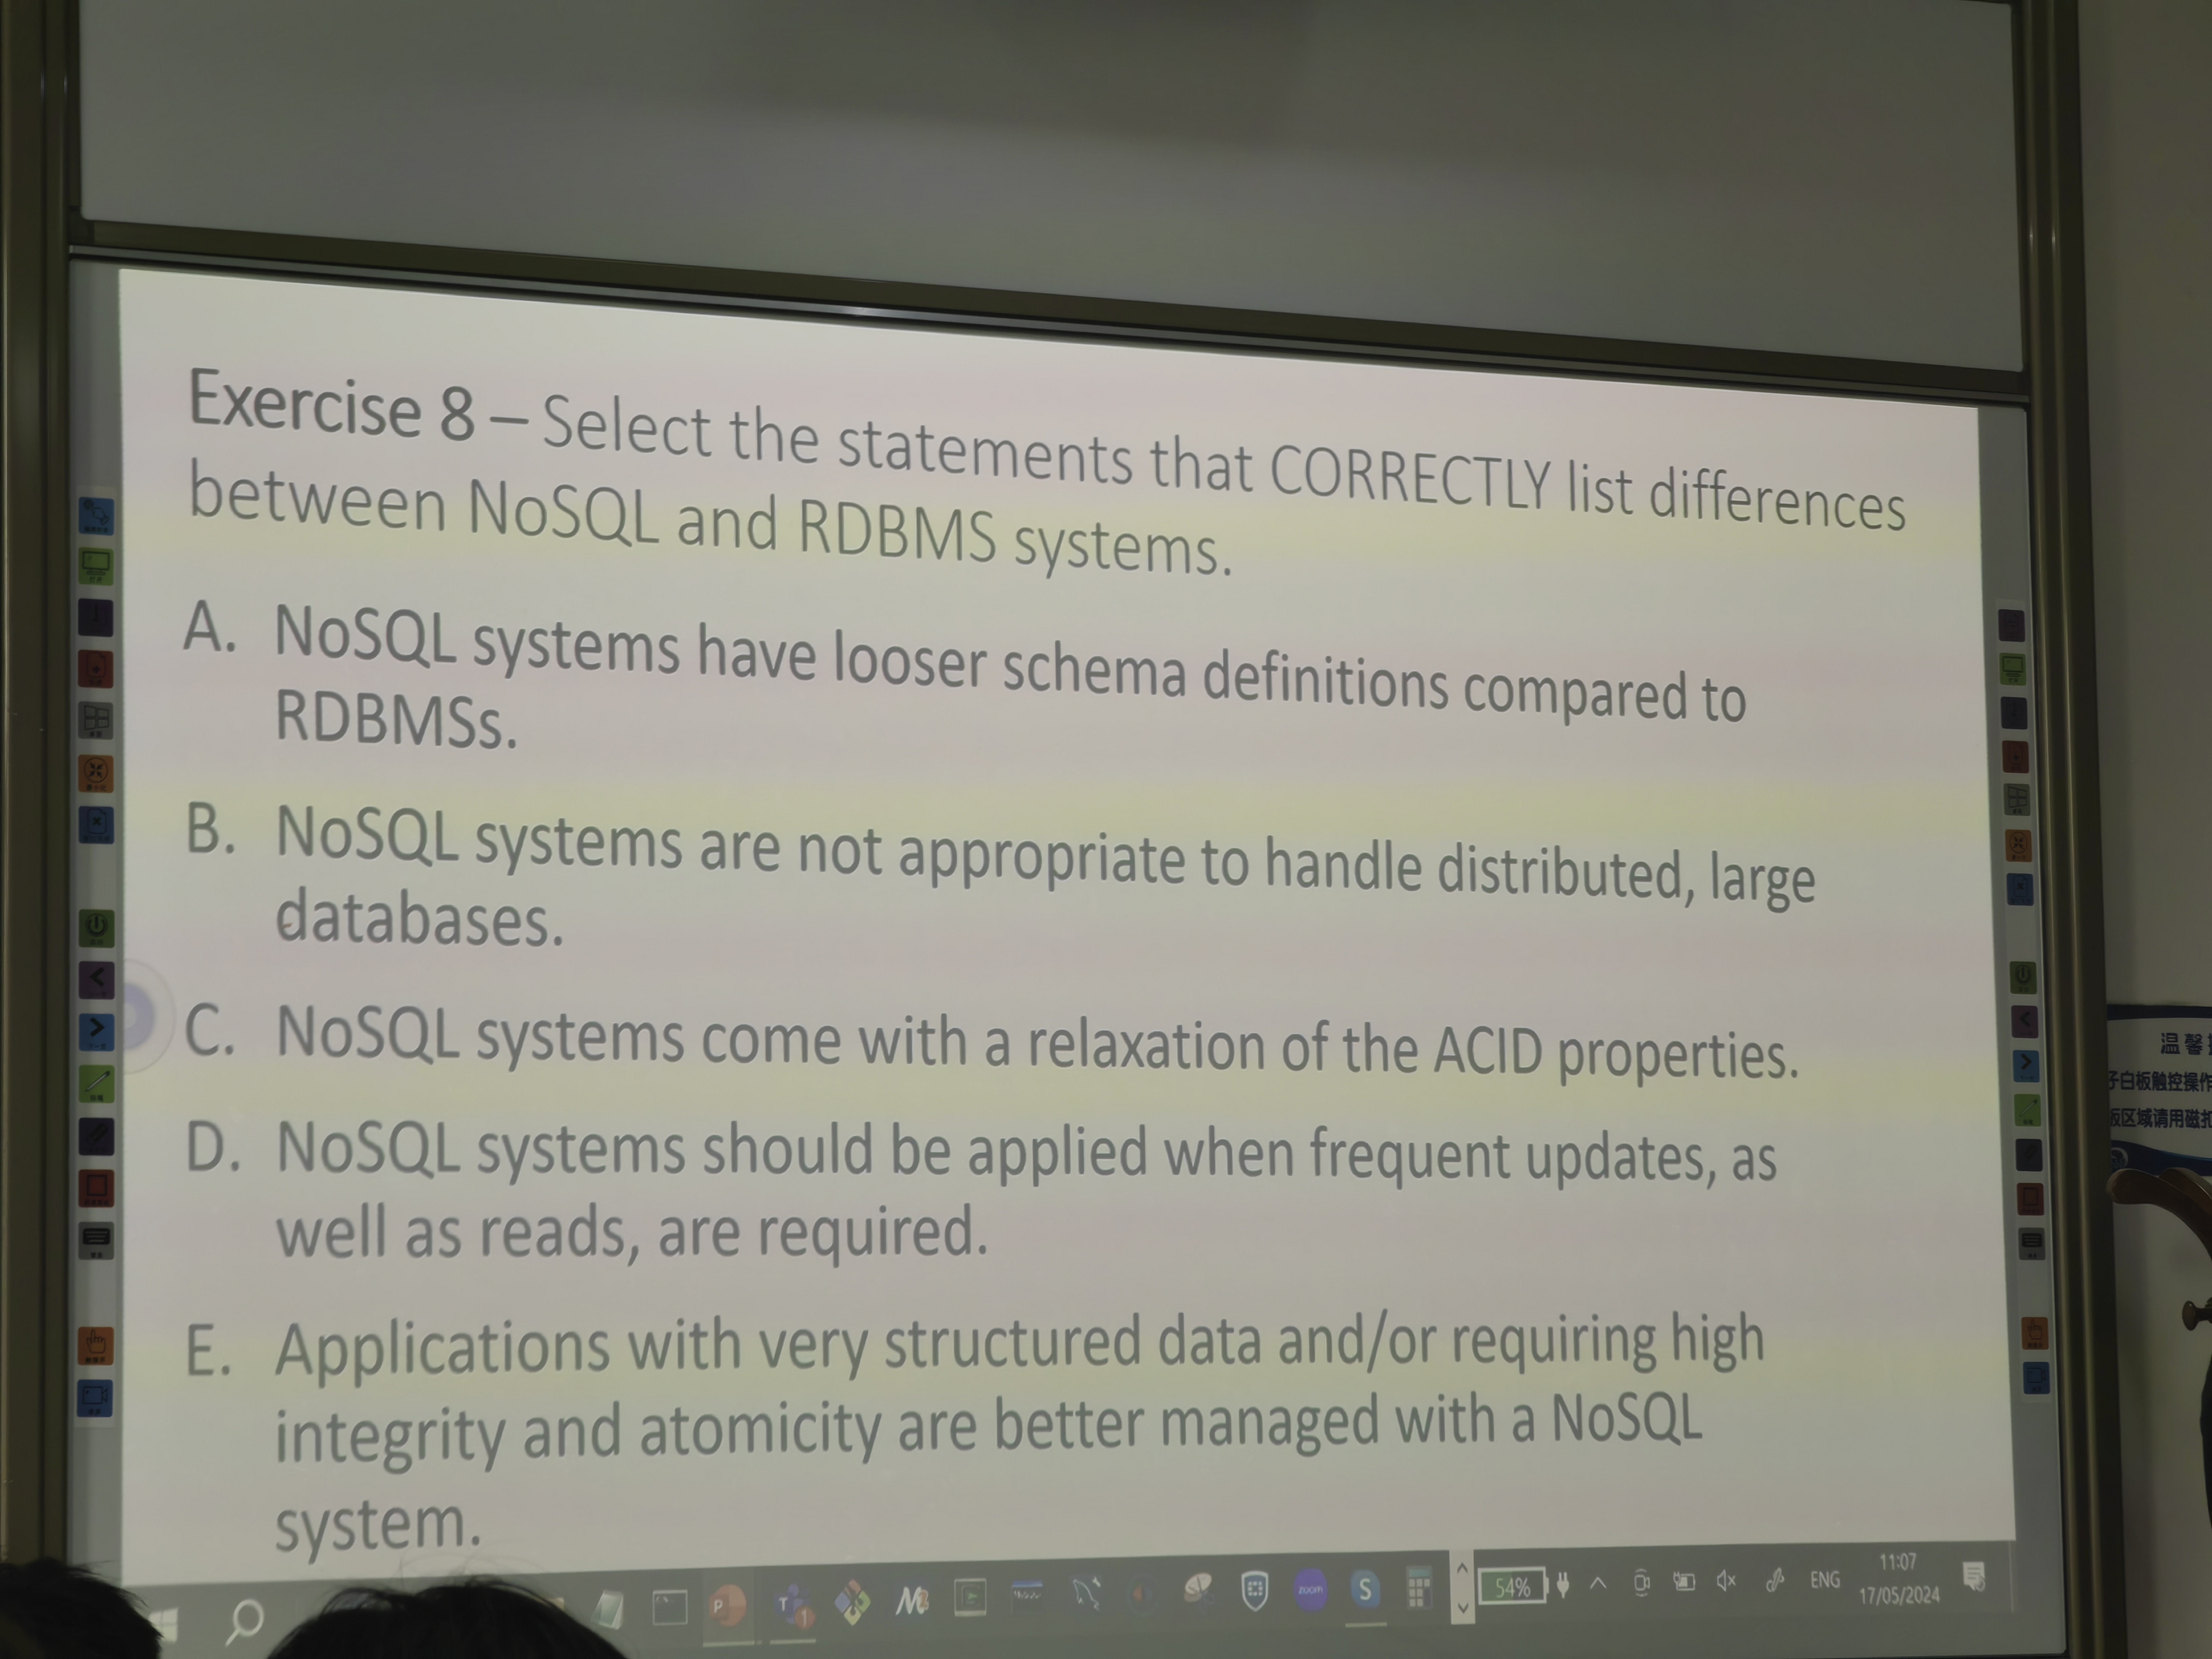 Exercise 8 – Select the statements that CORRECTLY list differences
between NoSQL and RDBMS systems.
A. NoSQL systems have looser schema definitions compared to
RDBMSs.
B. NoSQL systems are not appropriate to handle distributed, large
databases.
C. NoSQL systems come with a relaxation of the ACID properties.
D. NoSQL systems should be applied when frequent updates, as
well as reads, are required.
E. Applications with very structured data and/or requiring high
integrity and atomicity are better managed with a NoSQL
system.
54%
ENG
11:07
17/05/2024
zoom
温馨
子白板触控操作
板区域请用磁扣